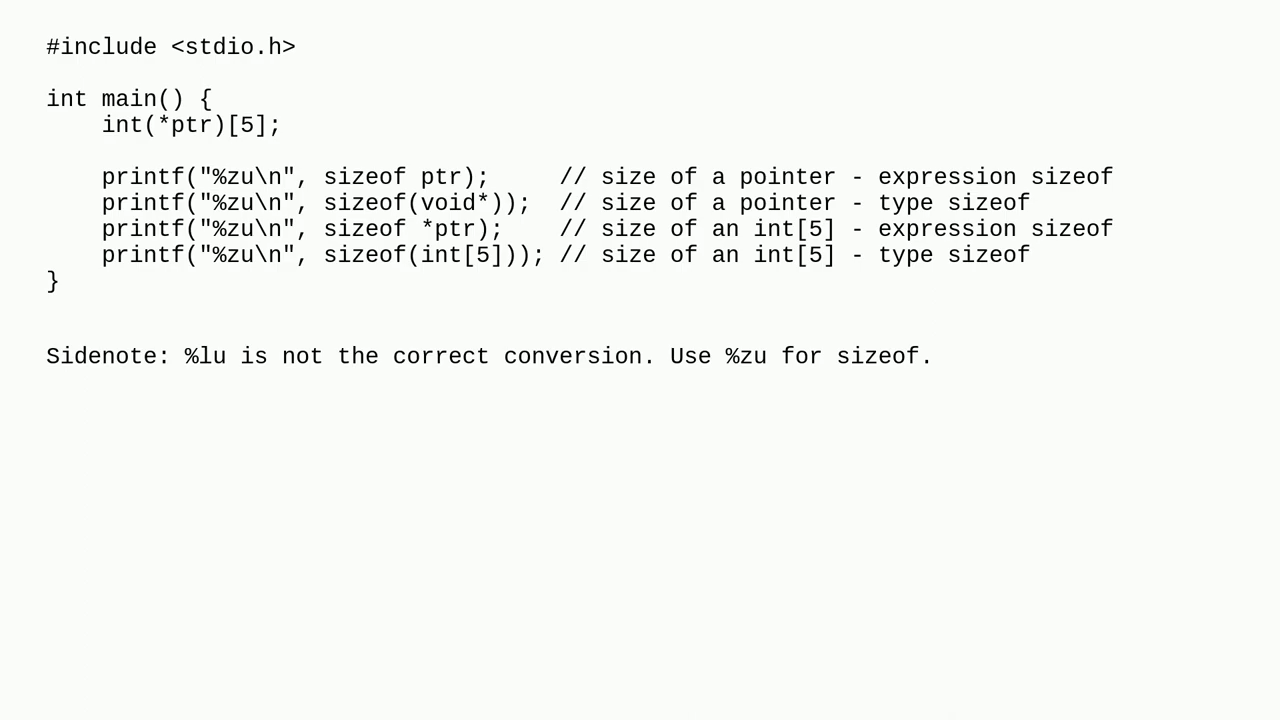 #include <stdio.h>
int main() {
    int(*ptr)[5];
    printf("%zu\n", sizeof ptr);     // size of a pointer - expression sizeof
    printf("%zu\n", sizeof(void*));  // size of a pointer - type sizeof
    printf("%zu\n", sizeof *ptr);    // size of an int[5] - expression sizeof
    printf("%zu\n", sizeof(int[5])); // size of an int[5] - type sizeof
}
Sidenote: %lu is not the correct conversion. Use %zu for sizeof.